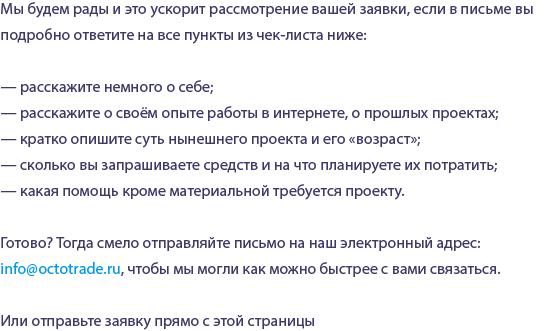 Мы будем рады и это ускорит рассмотрение вашей заявки, если в письме вы
подробно ответите на все пункты из чек-листа ниже:
— расскажите немного о себе;
— расскажите о своём опыте работы в интернете, о прошлых проектах;
— кратко опишите суть нынешнего проекта и его «возраст»;
— сколько вы запрашиваете средств и на что планируете их потратить;
— какая помощь кроме материальной требуется проекту.
Готово? Тогда смело отправляйте письмо на наш электронный адрес:
info@octotrade.ru, чтобы мы могли как можно быстрее с вами связаться.
Или отправьте заявку прямо с этой страницы